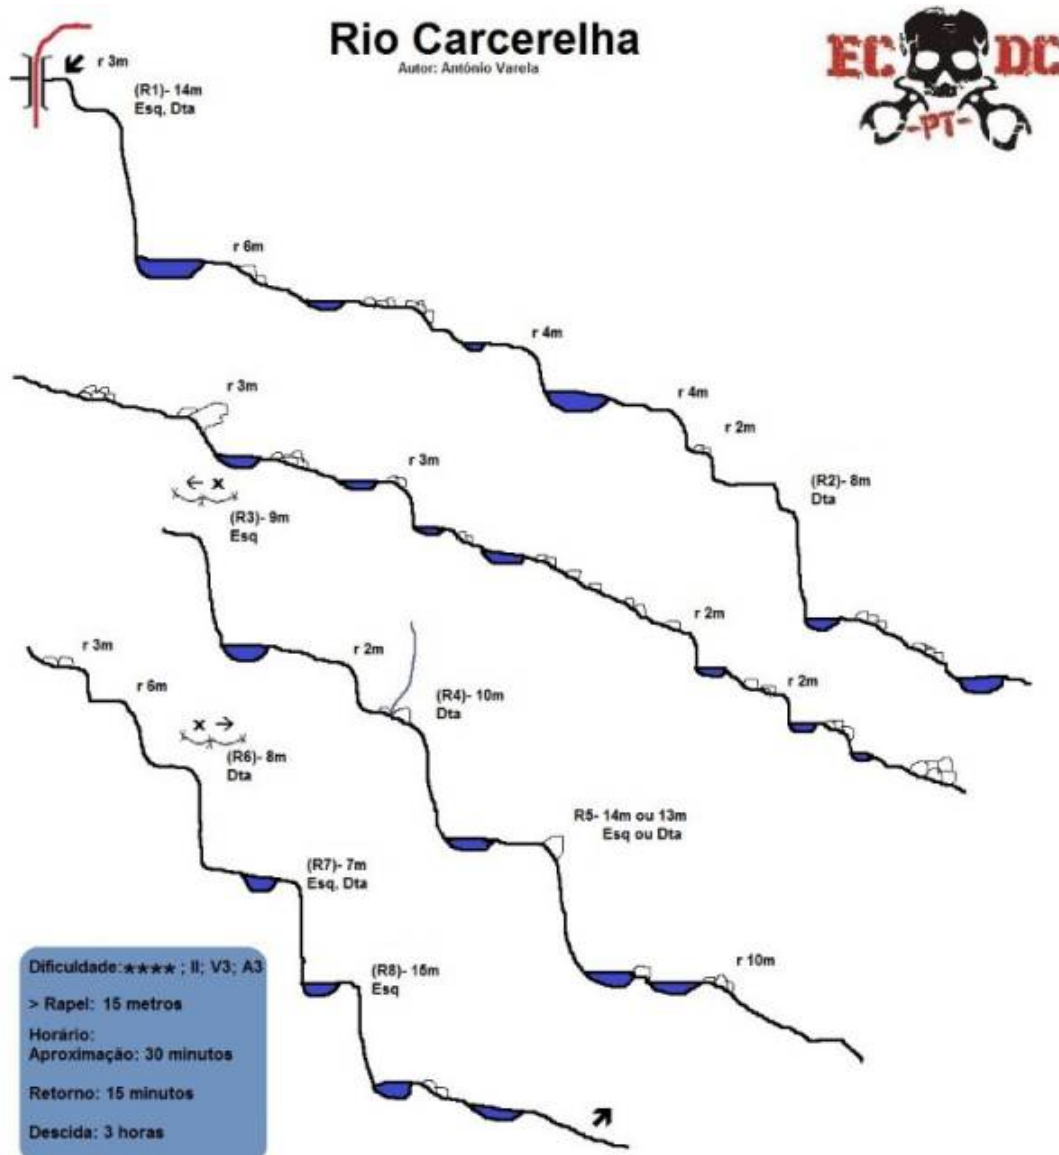 Rio Carcerelha
Autor: António Varela
EC DC
-PT-
r 3m
(R1)- 14m
Esq, Dta
r 6m
r 4m
r 4m
r 2m
(R2)- 8m
Dta
r 3m
r 3m
r 2m
r 2m
← x
(R3)- 9m
Esq
r 2m
(R4)- 10m
Dta
R5- 14m ou 13m
Esq ou Dta
r 10m
r 3m
r 6m
x →
(R6)- 8m
Dta
(R7)- 7m
Esq, Dta
(R8)- 15m
Esq
Dificuldade:★★★★ ; II; V3; A3
> Rapel: 15 metros
Horário:
Aproximação: 30 minutos
Retorno: 15 minutos
Descida: 3 horas